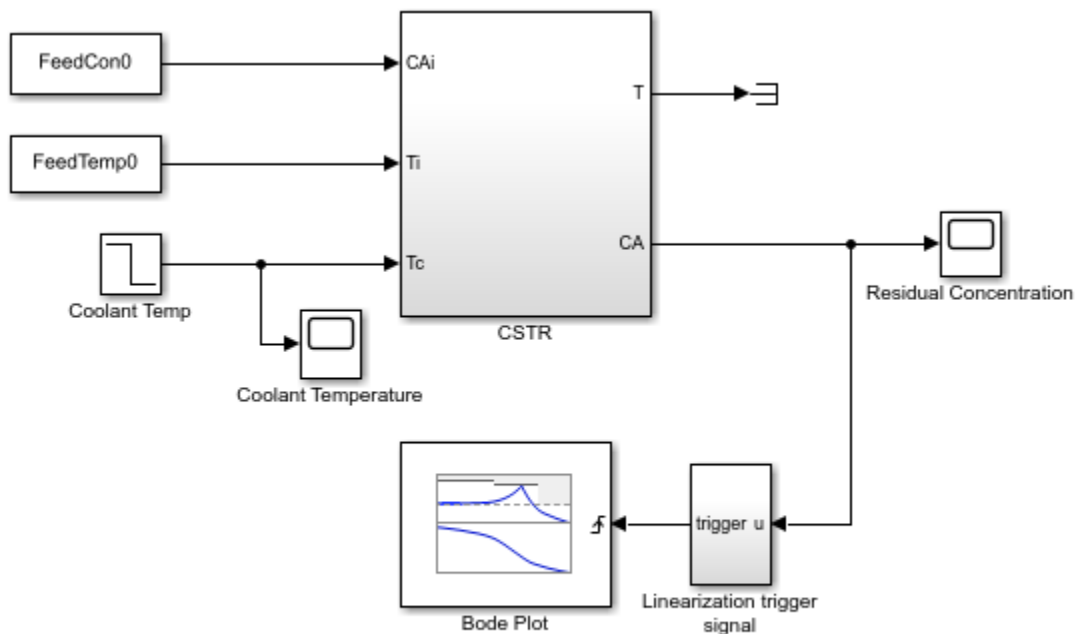 FeedCon0
CAi
T
FeedTemp0
Ti
CA
Tc
Coolant Temp
Residual Concentration
CSTR
Coolant Temperature
trigger u
Bode Plot
Linearization trigger
signal